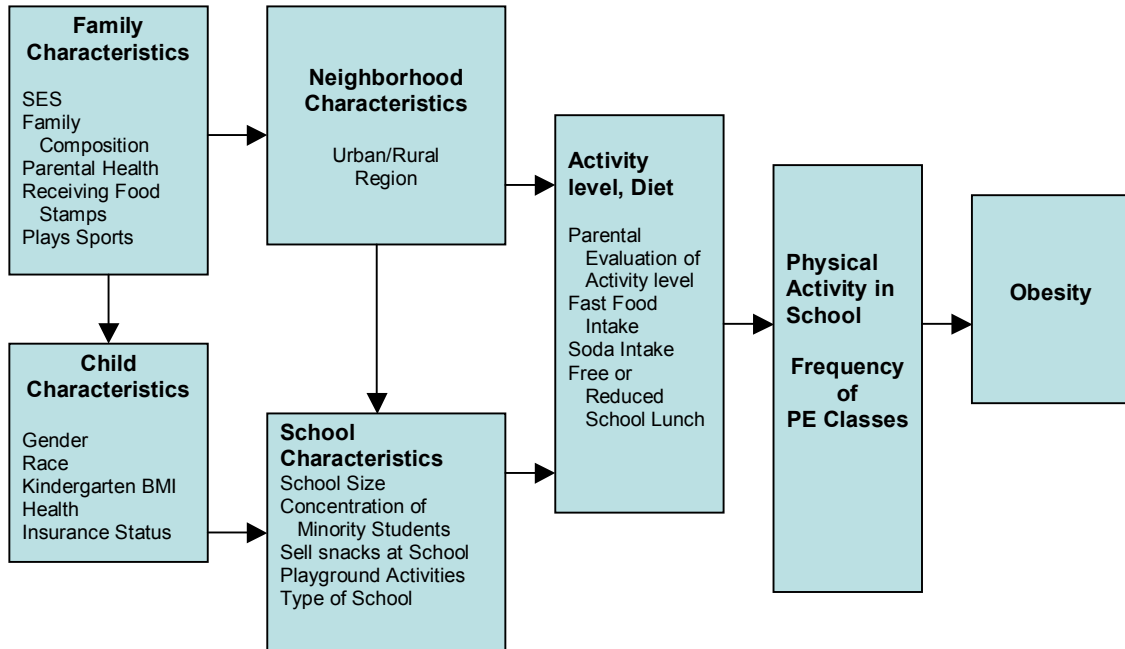 Family
Characteristics
SES
Family
Composition
Parental Health
Receiving Food
Stamps
Plays Sports
Child
Characteristics
Gender
Race
Kindergarten BMI
Health
Insurance Status
Neighborhood
Characteristics
Urban/Rural
Region
School
Characteristics
School Size
Concentration of
Minority Students
Sell snacks at School
Playground Activities
Type of School
Activity
level, Diet
Parental
Evaluation of
Activity level
Fast Food
Intake
Soda Intake
Free or
Reduced
School Lunch
Physical
Activity in
School
Frequency
of
PE Classes
Obesity